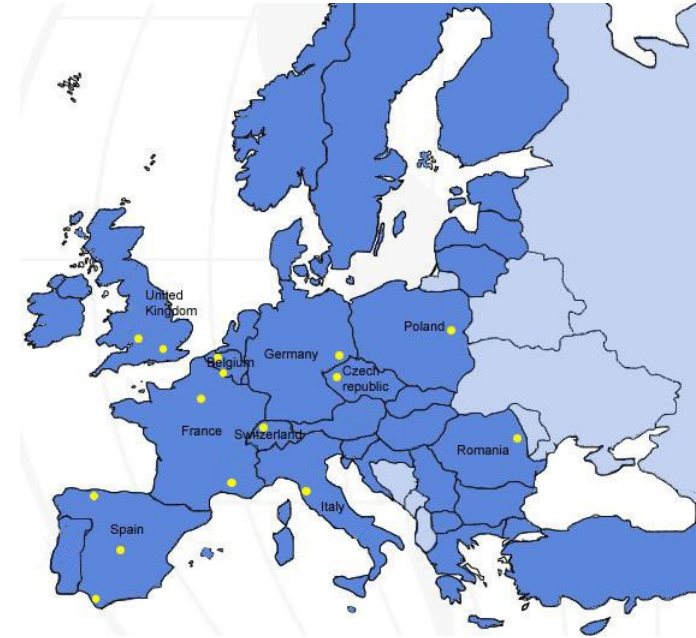 United
Kingdom
Poland
Belgium
Germany
Czech
republic
France
Switzerland
Romania
Italy
Spain